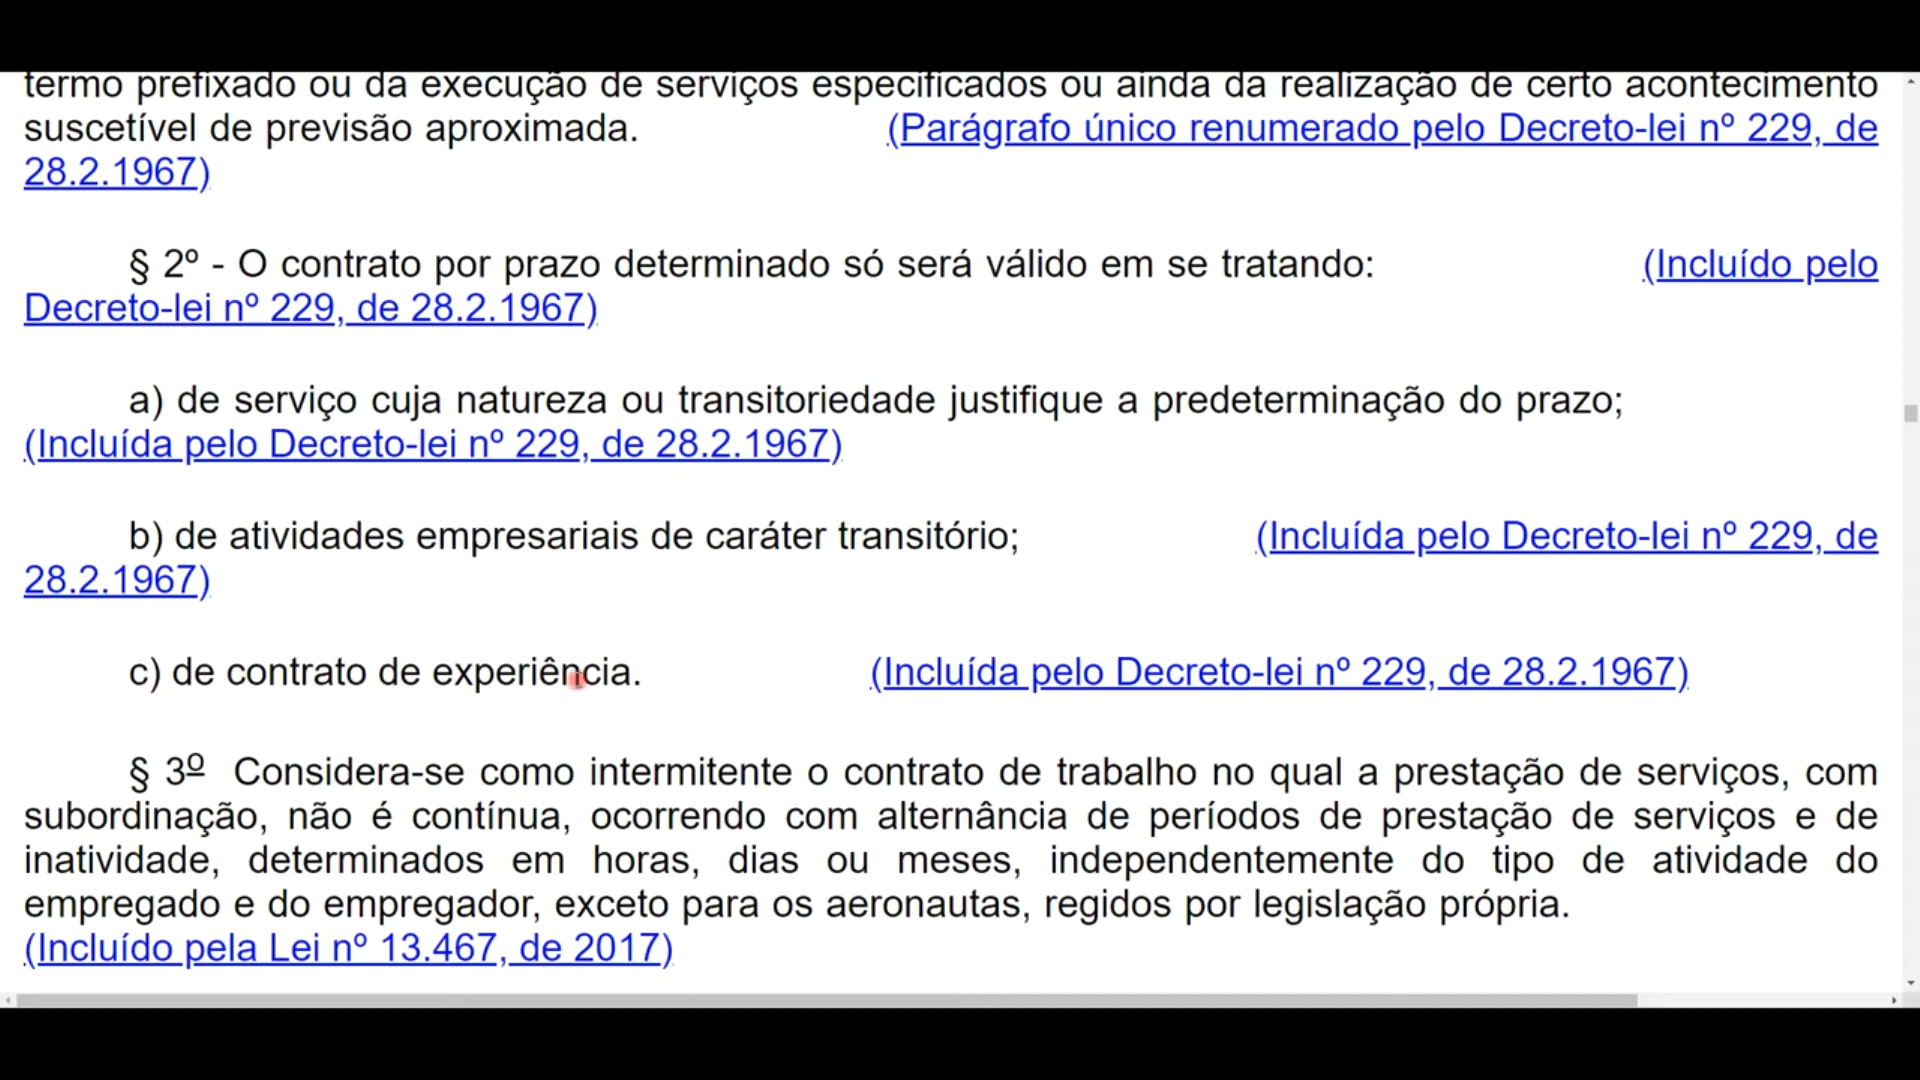 termo prefixado ou da execução de serviços especificados ou ainda da realização de certo acontecimento
suscetível de previsão aproximada. (Parágrafo único renumerado pelo Decreto-lei nº 229, de
28.2.1967)
§ 2º - O contrato por prazo determinado só será válido em se tratando: (Incluído pelo
Decreto-lei nº 229, de 28.2.1967)
a) de serviço cuja natureza ou transitoriedade justifique a predeterminação do prazo;
(Incluída pelo Decreto-lei nº 229, de 28.2.1967)
b) de atividades empresariais de caráter transitório; (Incluída pelo Decreto-lei nº 229, de
28.2.1967)
c) de contrato de experiência. (Incluída pelo Decreto-lei nº 229, de 28.2.1967)
§ 3º Considera-se como intermitente o contrato de trabalho no qual a prestação de serviços, com
subordinação, não é contínua, ocorrendo com alternância de períodos de prestação de serviços e de
inatividade, determinados em horas, dias ou meses, independentemente do tipo de atividade do
empregado e do empregador, exceto para os aeronautas, regidos por legislação própria.
(Incluído pela Lei nº 13.467, de 2017)